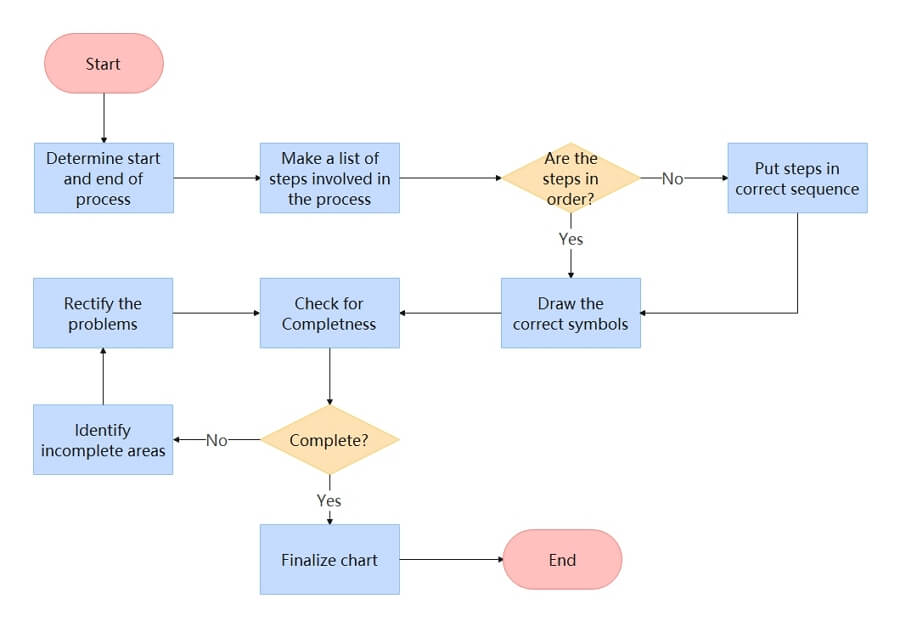 Start
Determine start
and end of
process
Make a list of
steps involved in
the process
Are the
steps in
order?
No
Put steps in
correct sequence
Yes
Rectify the
problems
Check for
Completness
Draw the
correct symbols
Identify
incomplete areas
No
Complete?
Yes
Finalize chart
End